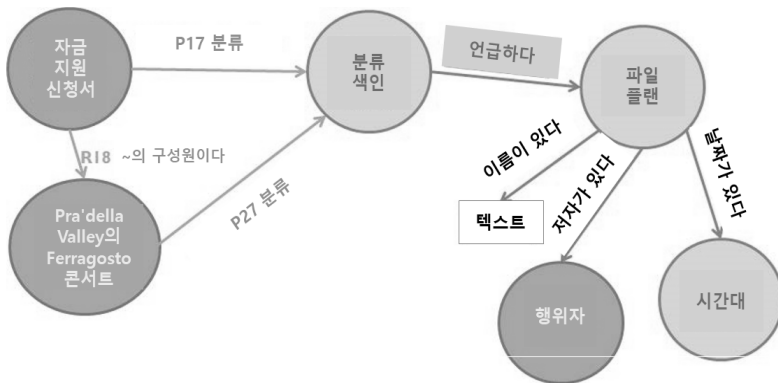 자금
지원
신청서
P17 분류
분류
색인
언급하다
파일
플랜
R18 ~의 구성원이다
P27 분류
이름이 있다
저자가 있다
날짜가 있다
텍스트
Pra'della
Valley의
Ferragosto
콘서트
행위자
시간대